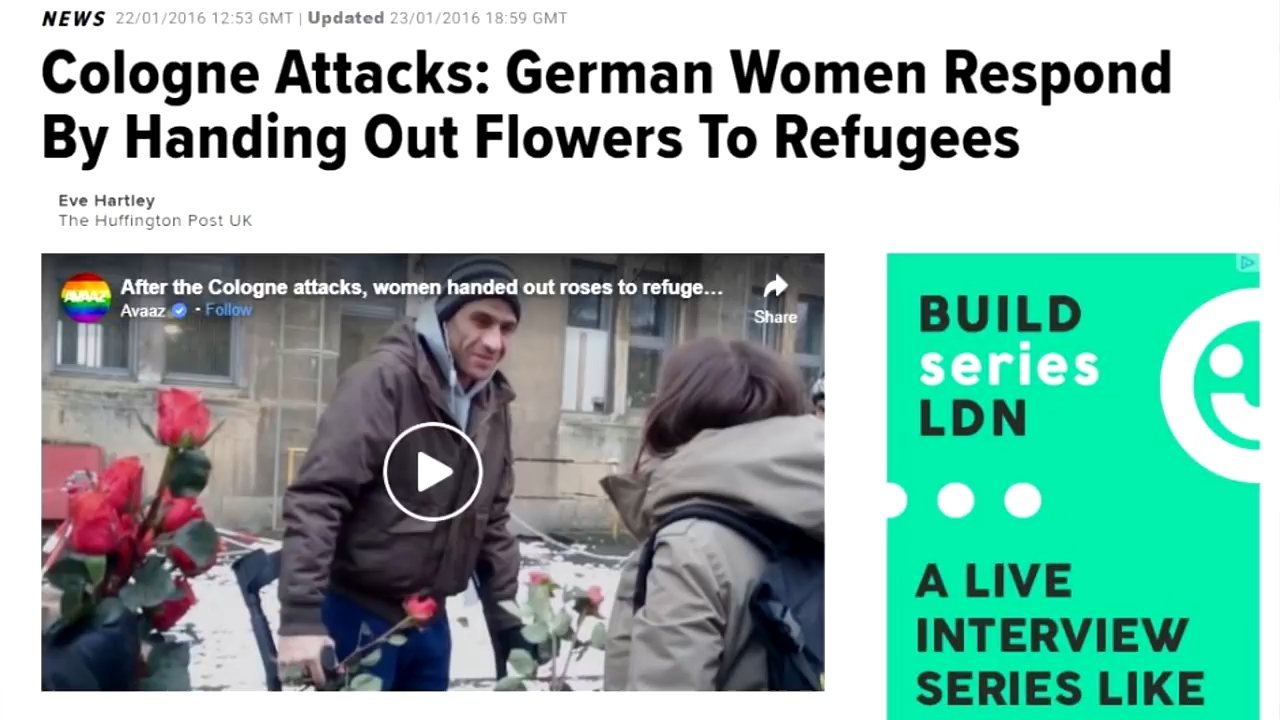 NEWS 22/01/2016 12:53 GMT | Updated 23/01/2016 18:59 GMT
Cologne Attacks: German Women Respond
By Handing Out Flowers To Refugees
Eve Hartley
The Huffington Post UK
AVAAZ
After the Cologne attacks, women handed out roses to refuge...
Avaaz · Follow
Share
BUILD
series
LDN
A LIVE
INTERVIEW
SERIES LIKE